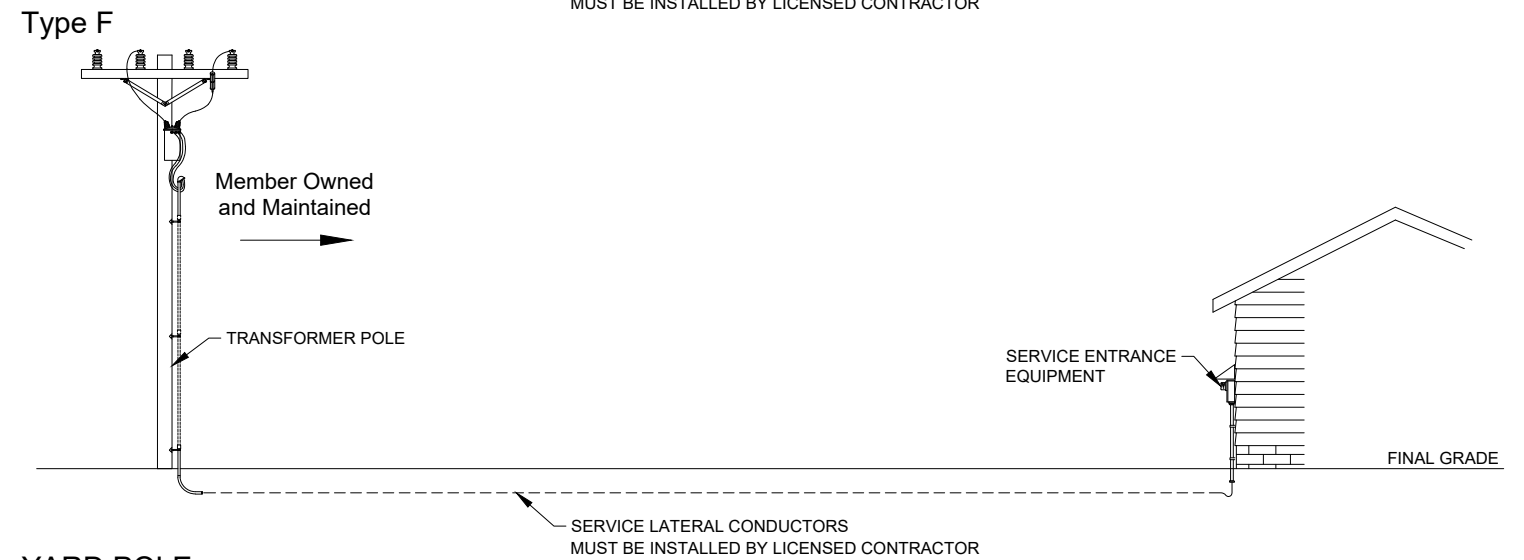 MUST BE INSTALLED BY LICENSED CONTRACTOR
Type F
Member Owned
and Maintained
TRANSFORMER POLE
SERVICE ENTRANCE
EQUIPMENT
FINAL GRADE
SERVICE LATERAL CONDUCTORS
MUST BE INSTALLED BY LICENSED CONTRACTOR
YARD POLE